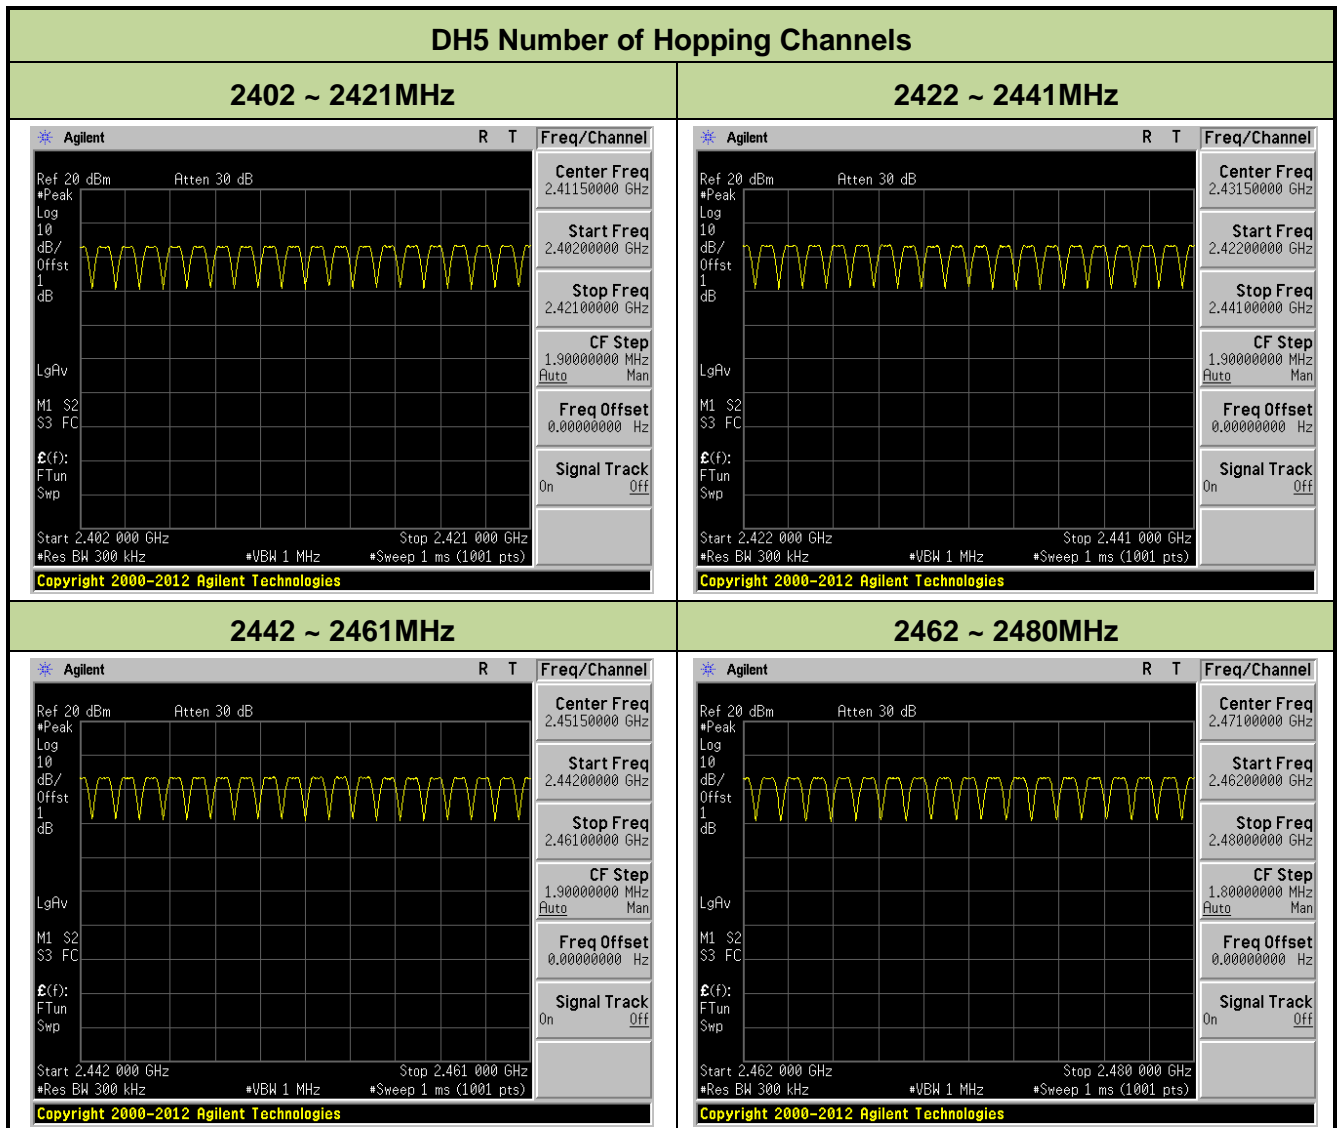 DH5 Number of Hopping Channels
2402 ~ 2421MHz
2422 ~ 2441MHz
Agilent
R T
Freq/Channel
Ref 20 dBm
Atten 30 dB
#Peak
Log
10
dB/
Offst
1
dB
LgAv
M1 S2
S3 FC
£(f):
FTun
Swp
Start 2.402 000 GHz
Stop 2.421 000 GHz
#Res BW 300 kHz
#VBW 1 MHz
#Sweep 1 ms (1001 pts)
Copyright 2000-2012 Agilent Technologies
Center Freq
2.41150000 GHz
Start Freq
2.40200000 GHz
Stop Freq
2.42100000 GHz
CF Step
1.90000000 MHz
Auto Man
Freq Offset
0.00000000 Hz
Signal Track
On Off
Agilent
R T
Freq/Channel
Ref 20 dBm
Atten 30 dB
#Peak
Log
10
dB/
Offst
1
dB
LgAv
M1 S2
S3 FC
£(f):
FTun
Swp
Start 2.422 000 GHz
Stop 2.441 000 GHz
#Res BW 300 kHz
#VBW 1 MHz
#Sweep 1 ms (1001 pts)
Copyright 2000-2012 Agilent Technologies
Center Freq
2.43150000 GHz
Start Freq
2.42200000 GHz
Stop Freq
2.44100000 GHz
CF Step
1.90000000 MHz
Auto Man
Freq Offset
0.00000000 Hz
Signal Track
On Off
2442 ~ 2461MHz
2462 ~ 2480MHz
Agilent
R T
Freq/Channel
Ref 20 dBm
Atten 30 dB
#Peak
Log
10
dB/
Offst
1
dB
LgAv
M1 S2
S3 FC
£(f):
FTun
Swp
Start 2.442 000 GHz
Stop 2.461 000 GHz
#Res BW 300 kHz
#VBW 1 MHz
#Sweep 1 ms (1001 pts)
Copyright 2000-2012 Agilent Technologies
Center Freq
2.45150000 GHz
Start Freq
2.44200000 GHz
Stop Freq
2.46100000 GHz
CF Step
1.90000000 MHz
Auto Man
Freq Offset
0.00000000 Hz
Signal Track
On Off
Agilent
R T
Freq/Channel
Ref 20 dBm
Atten 30 dB
#Peak
Log
10
dB/
Offst
1
dB
LgAv
M1 S2
S3 FC
£(f):
FTun
Swp
Start 2.462 000 GHz
Stop 2.480 000 GHz
#Res BW 300 kHz
#VBW 1 MHz
#Sweep 1 ms (1001 pts)
Copyright 2000-2012 Agilent Technologies
Center Freq
2.47100000 GHz
Start Freq
2.46200000 GHz
Stop Freq
2.48000000 GHz
CF Step
1.80000000 MHz
Auto Man
Freq Offset
0.00000000 Hz
Signal Track
On Off